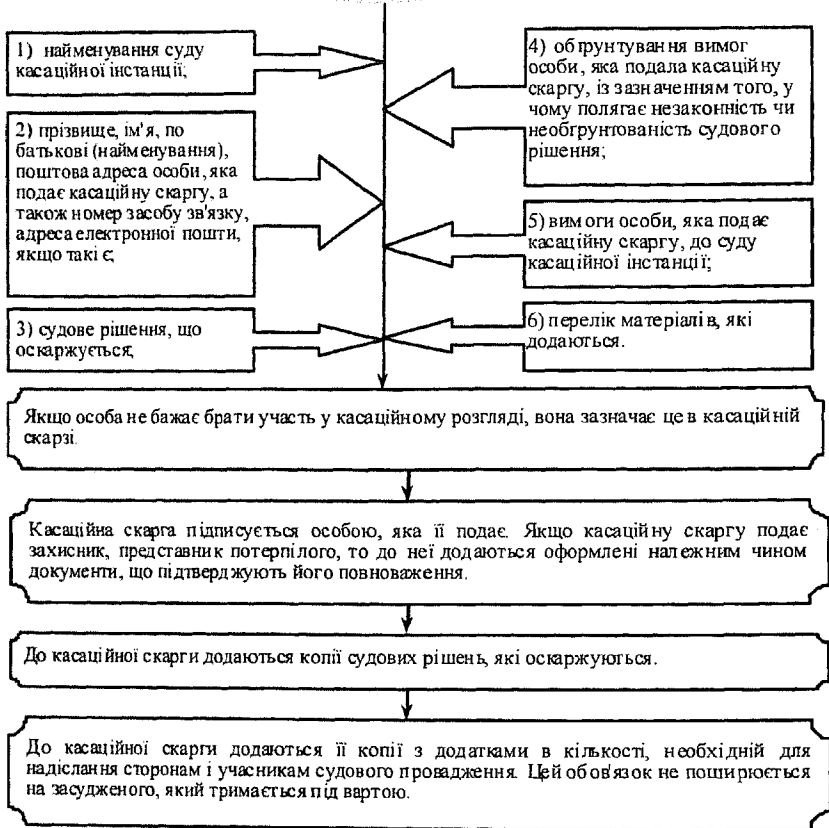 1) найменування суду
касаційної інстанції;
2) прізвище, ім'я, по
батькові (найменування),
поштова адреса особи, яка
подає касаційну скаргу, а
також номер засобу зв'язку,
адреса електронної пошти,
якщо такі є;
3) судове рішення, що
оскаржується;
4) обґрунтування вимог
особи, яка подала касаційну
скаргу, із зазначенням того, у
чому полягає незаконність чи
необґрунтованість судового
рішення;
5) вимоги особи, яка подає
касаційну скаргу, до суду
касаційної інстанції;
6) перелік матеріалів, які
додаються.
Якщо особа не бажає брати участь у касаційному розгляді, вона зазначає це в касаційній
скарзі.
Касаційна скарга підписується особою, яка її подає. Якщо касаційну скаргу подає
захисник, представник потерпілого, то до неї додаються оформлені належним чином
документи, що підтверджують його повноваження.
До касаційної скарги додаються копії судових рішень, які оскаржуються.
До касаційної скарги додаються її копії з додатками в кількості, необхідній для
надіслання сторонам і учасникам судового провадження. Цей обов'язок не поширюється
на засудженого, який тримається під вартою.